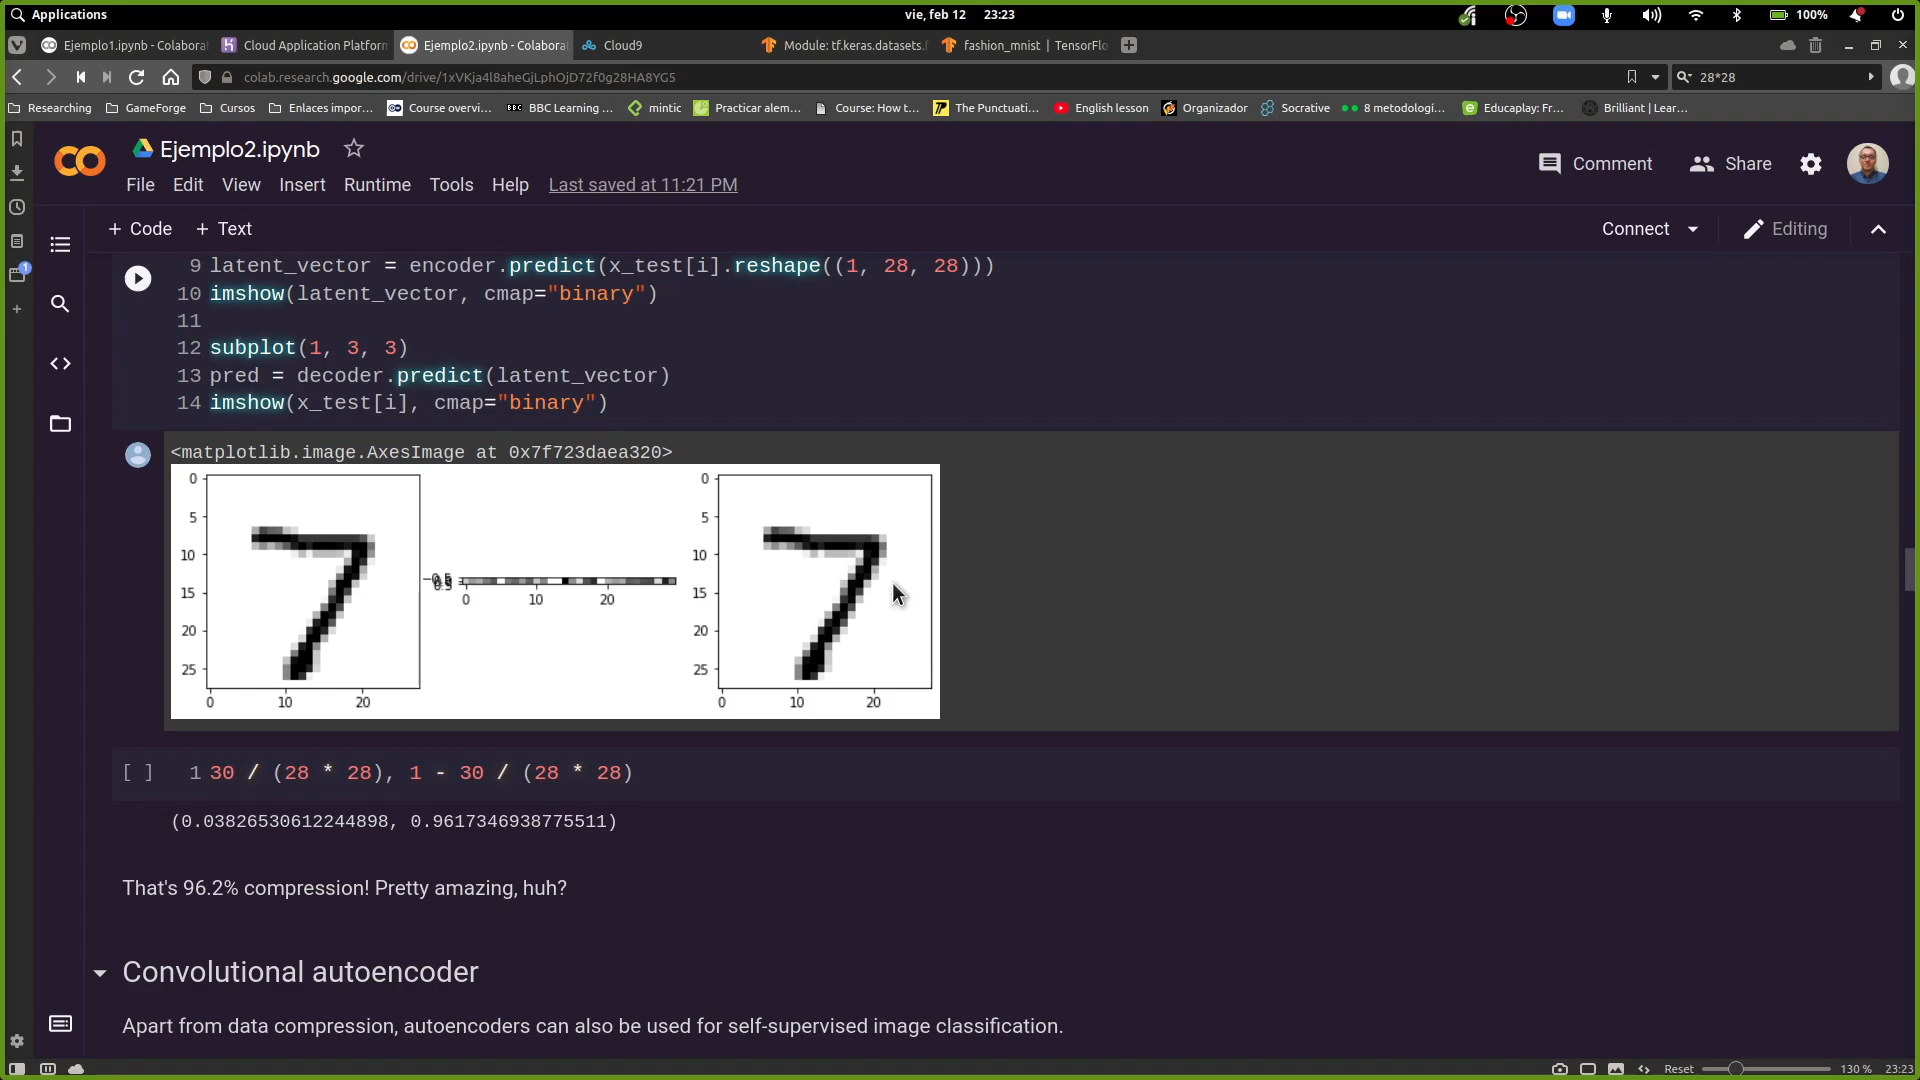 Applications
vie, feb 12 23:23
100%
Ejemplo1.ipynb - Colabora
Cloud Application Platform
Ejemplo2.ipynb - Colabora
Cloud9
Module: tf.keras.datasets.f
fashion_mnist | TensorFlo
colab.research.google.com/drive/1xVKja4l8aheGjLphOjD72f0g28HA8YG5
28*28
Researching
GameForge
Cursos
Enlaces impor...
Course overvi...
BBC Learning ...
mintic
Practicar alem...
Course: How t...
The Punctuati...
English lesson
Organizador
Socrative
8 metodologí...
Educaplay: Fr...
Brilliant | Lear...
Ejemplo2.ipynb
Comment
Share
File Edit View Insert Runtime Tools Help Last saved at 11:21 PM
+ Code + Text
Connect
Editing
9 latent_vector = encoder.predict(x_test[i].reshape((1, 28, 28)))
10 imshow(latent_vector, cmap="binary")
11
12 subplot(1, 3, 3)
13 pred = decoder.predict(latent_vector)
14 imshow(x_test[i], cmap="binary")
<matplotlib.image.AxesImage at 0x7f723daea320>
0
5
10
15
20
25
0 10 20
0 10 20
0
5
10
15
20
25
0 10 20
[ ] 1 30 / (28 * 28), 1 - 30 / (28 * 28)
(0.03826530612244898, 0.9617346938775511)
That's 96.2% compression! Pretty amazing, huh?
Convolutional autoencoder
Apart from data compression, autoencoders can also be used for self-supervised image classification.
Reset
130 %
23:23